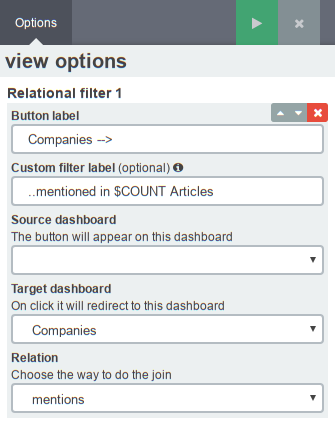 Options
view options
Relational filter 1
Button label
Companies -->
Custom filter label (optional)
..mentioned in $COUNT Articles
Source dashboard
The button will appear on this dashboard
Target dashboard
On click it will redirect to this dashboard
Companies
Relation
Choose the way to do the join
mentions